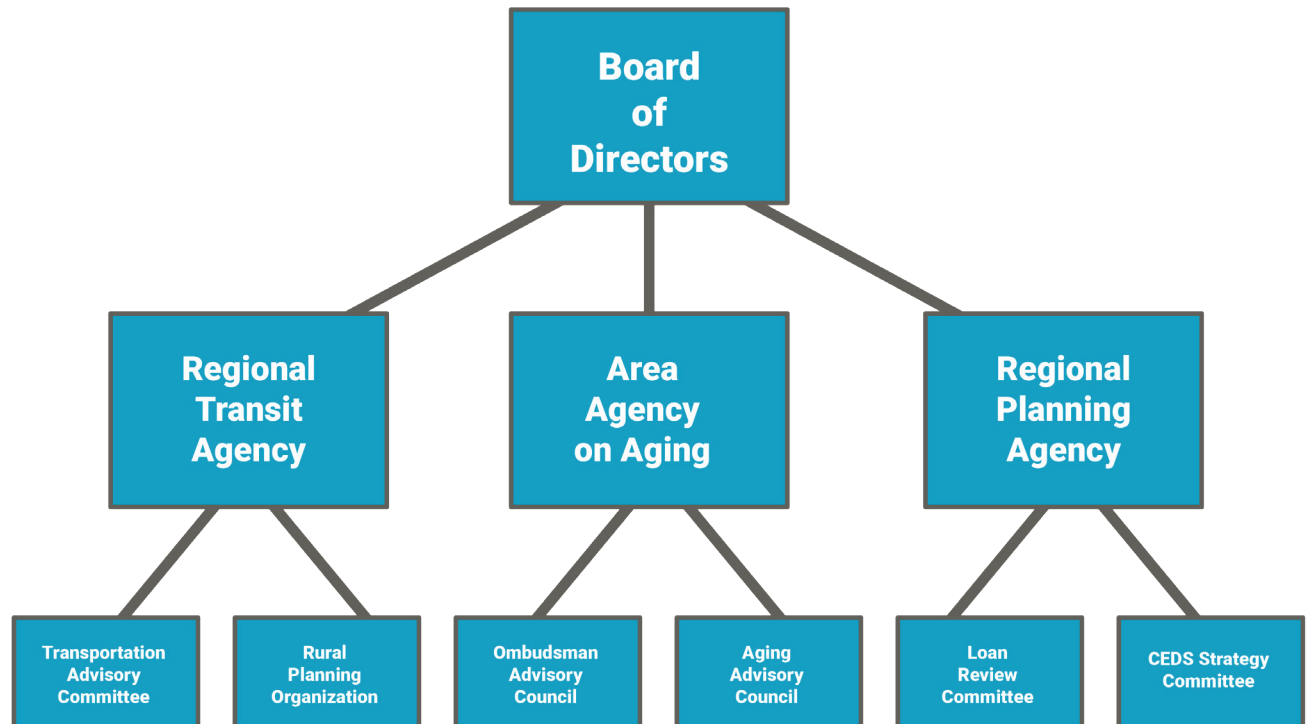 Board
of
Directors
Regional
Transit
Agency
Area
Agency
on Aging
Regional
Planning
Agency
Transportation
Advisory
Committee
Rural
Planning
Organization
Ombudsman
Advisory
Council
Aging
Advisory
Council
Loan
Review
Committee
CEDS Strategy
Committee